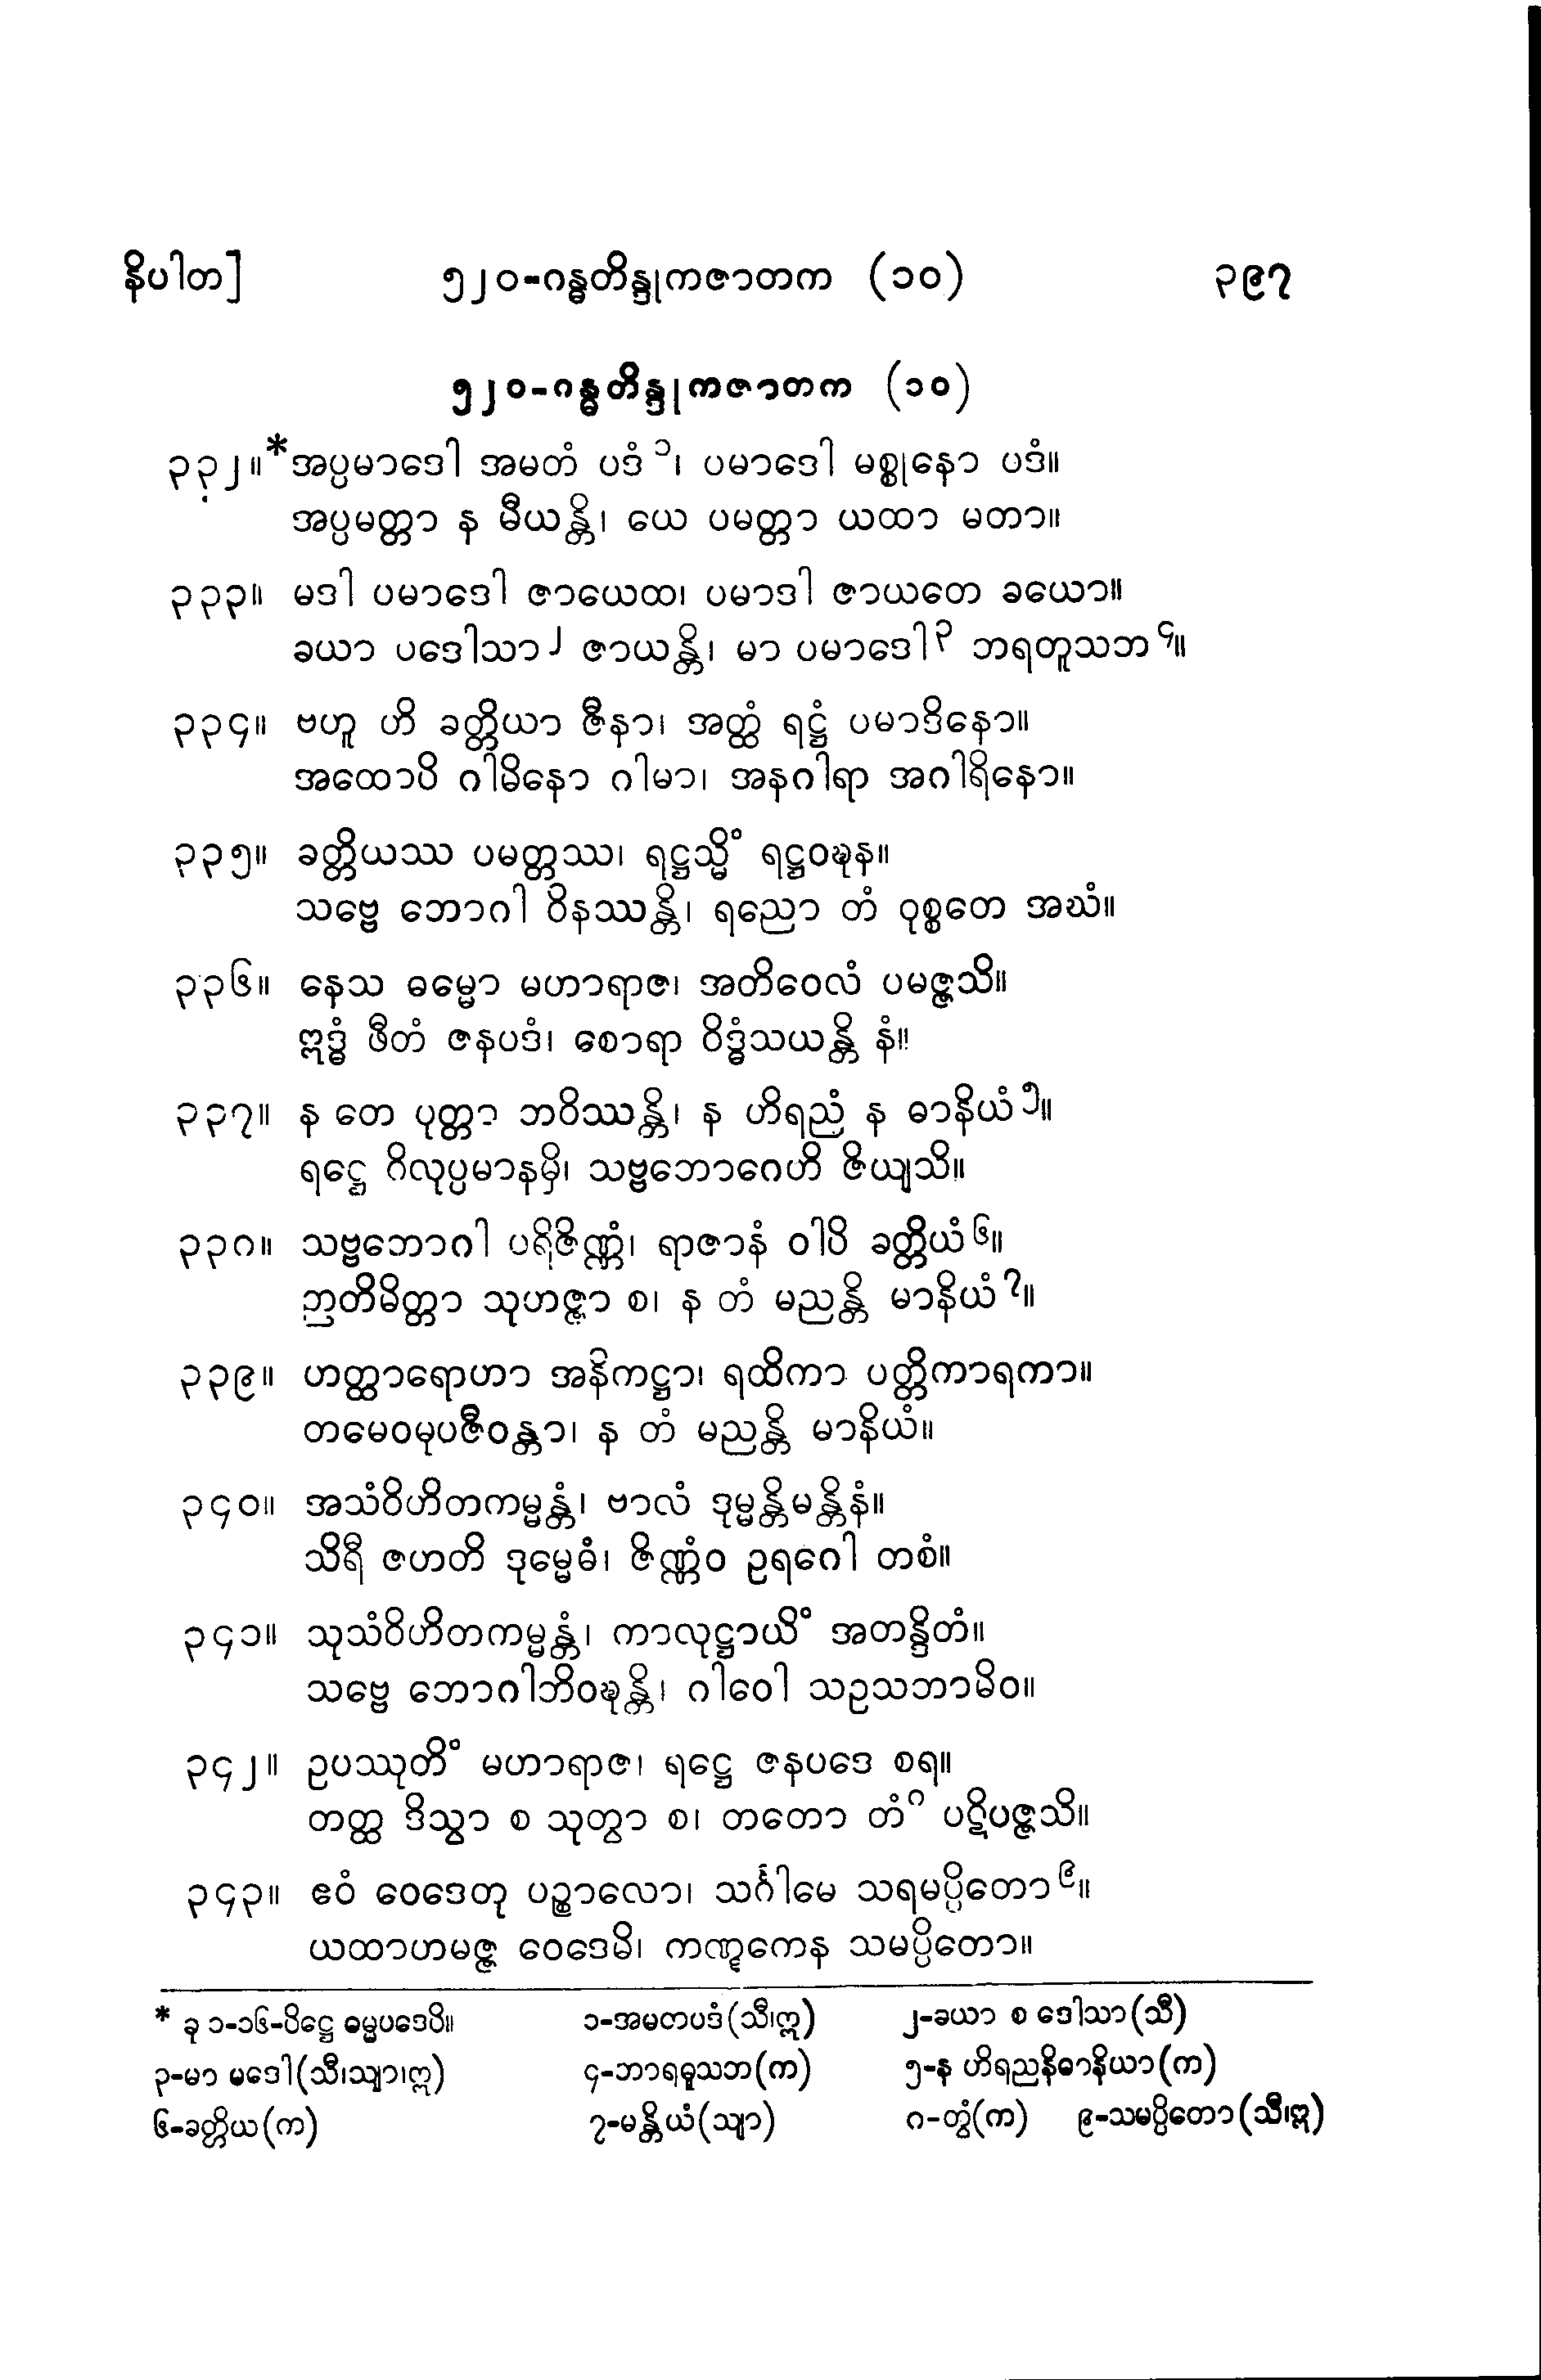 နိပါတ] ၅၂၀-ဂန္ဓတိန္ဒုကဇာတက (၁၀) ၃၉၇
၅၂၀-ဂန္ဓတိန္ဒုကဇာတက (၁၀)
၃၃၂။*အပ္ပမာဒေါ အမတံ ပဒံ၁၊ ပမာဒေါ မစ္စုနော ပဒံ။
အပ္ပမတ္တာ န မီယန္တိ၊ ယေ ပမတ္တာ ယထာ မတာ။
၃၃၃။ မဒါ ပမာဒေါ ဇာယေထ၊ ပမာဒါ ဇာယတေ ခယော။
ခယာ ပဒေါသာ၂ ဇာယန္တိ၊ မာ ပမာဒေါ၃ ဘရတူသဘ၄။
၃၃၄။ ဗဟူ ဟိ ခတ္တိယာ ဇီနာ၊ အတ္ထံ ရဋ္ဌံ ပမာဒိနော။
အထောပိ ဂါမိနော ဂါမာ၊ အနဂါရာ အဂါရိနော။
၃၃၅။ ခတ္တိယဿ ပမတ္တဿ၊ ရဋ္ဌသ္မိံ ရဋ္ဌဝဍ္ဎန။
သဗ္ဗေ ဘောဂါ ဝိနဿန္တိ၊ ရညော တံ ဝုစ္စတေ အဃံ။
၃၃၆။ နေသ ဓမ္မော မဟာရာဇ၊ အတိဝေလံ ပမဇ္ဇသိ။
ဣဒ္ဓံ ဖီတံ ဇနပဒံ၊ စောရာ ဝိဒ္ဓံသယန္တိ နံ။
၃၃၇။ န တေ ပုတ္တာ ဘဝိဿန္တိ၊ န ဟိရညံ န ဓာနိယံ၅။
ရဋ္ဌေ ဝိလုပ္ပမာနမှိ၊ သဗ္ဗဘောဂေဟိ ဇိယျသိ။
၃၃၈။ သဗ္ဗဘောဂါ ပရိဇိဏ္ဏံ၊ ရာဇာနံ ဝါပိ ခတ္တိယံ၆။
ဉာတိမိတ္တာ သုဟဇ္ဇာ စ၊ န တံ မညန္တိ မာနိယံ၇။
၃၃၉။ ဟတ္ထာရောဟာ အနိကဋ္ဌာ၊ ရထိကာ ပတ္တိကာရကာ။
တမေဝမုပဇီဝန္တာ၊ န တံ မညန္တိ မာနိယံ။
၃၄၀။ အသံဝိဟိတကမ္မန္တံ၊ ဗာလံ ဒုမ္မန္တိမန္တိနံ။
သိရီ ဇဟတိ ဒုမ္မေဓံ၊ ဇိဏ္ဏံဝ ဥရဂေါ တစံ။
၃၄၁။ သုသံဝိဟိတကမ္မန္တံ၊ ကာလုဋ္ဌာယိံ အတန္ဒိတံ။
သဗ္ဗေ ဘောဂါဘိဝဍ္ဎန္တိ၊ ဂါဝေါ သဥသဘာမိဝ။
၃၄၂။ ဥပဿုတိံ မဟာရာဇ၊ ရဋ္ဌေ ဇနပဒေ စရ။
တတ္ထ ဒိသွာ စ သုတွာ စ၊ တတော တံ၈ ပဋိပဇ္ဇသိ။
၃၄၃။ ဧဝံ ဝေဒေတု ပဉ္စာလော၊ သင်္ဂါမေ သရမပ္ပိတော၉။
ယထာဟမဇ္ဇ ဝေဒေမိ၊ ကဏ္ဋကေန သမပ္ပိတော။
* ခု ၁-၁၆-ပိဋ္ဌေ ဓမ္မပဒေပိ။ ၁-အမတပဒံ(သီ၊ဣ) ၂-ခယာ စ ဒေါသာ(သီ)
၃-မာ မဒေါ(သီ၊သျာ၊ဣ) ၄-ဘာရဓူသဘ(က) ၅-န ဟိရညနိဓာနိယာ(က)
၆-ခတ္တိယ(က) ၇-မန္တိယံ(သျာ) ၈-တွံ(က) ၉-သမပ္ပိတော(သီ၊ဣ)